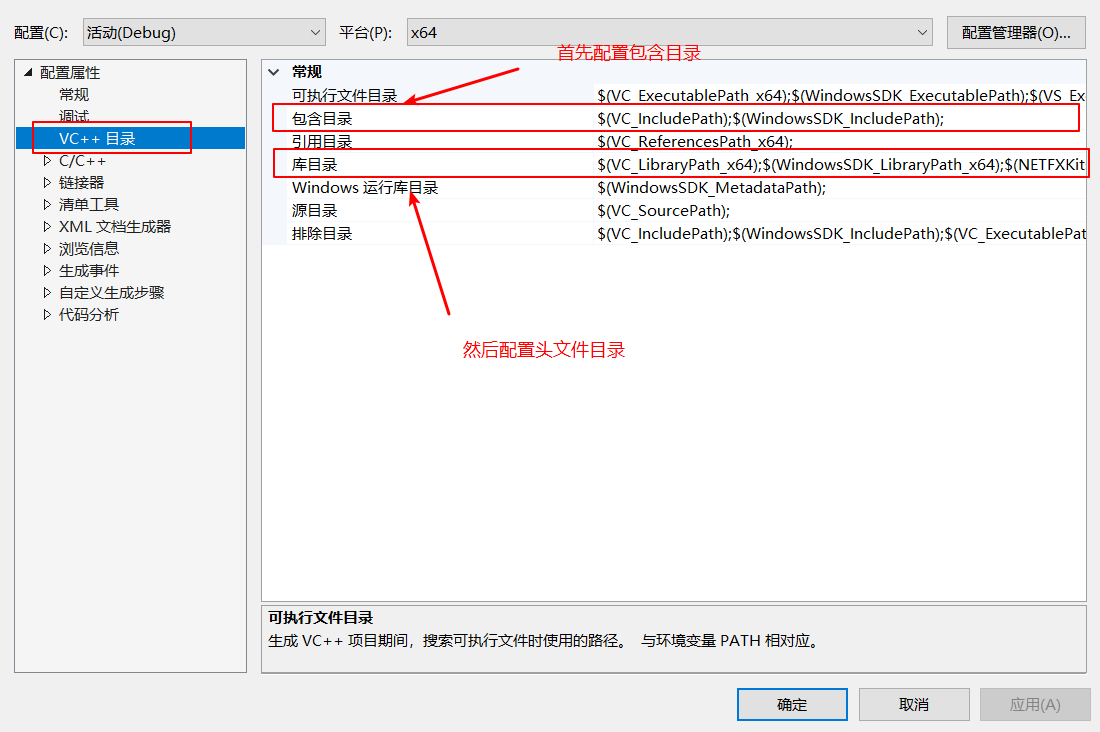 配置(C): 活动(Debug) 平台(P): x64 配置管理器(O)...
首先配置包含目录
配置属性
常规
调试
VC++ 目录
C/C++
链接器
清单工具
XML 文档生成器
浏览信息
生成事件
自定义生成步骤
代码分析
常规
可执行文件目录 $(VC_ExecutablePath_x64);$(WindowsSDK_ExecutablePath);$(VS_Ex
包含目录 $(VC_IncludePath);$(WindowsSDK_IncludePath);
引用目录 $(VC_ReferencesPath_x64);
库目录 $(VC_LibraryPath_x64);$(WindowsSDK_LibraryPath_x64);$(NETFXKit
Windows 运行库目录 $(WindowsSDK_MetadataPath);
源目录 $(VC_SourcePath);
排除目录 $(VC_IncludePath);$(WindowsSDK_IncludePath);$(VC_ExecutablePat
然后配置头文件目录
可执行文件目录
生成 VC++ 项目期间，搜索可执行文件时使用的路径。 与环境变量 PATH 相对应。
确定 取消 应用(A)